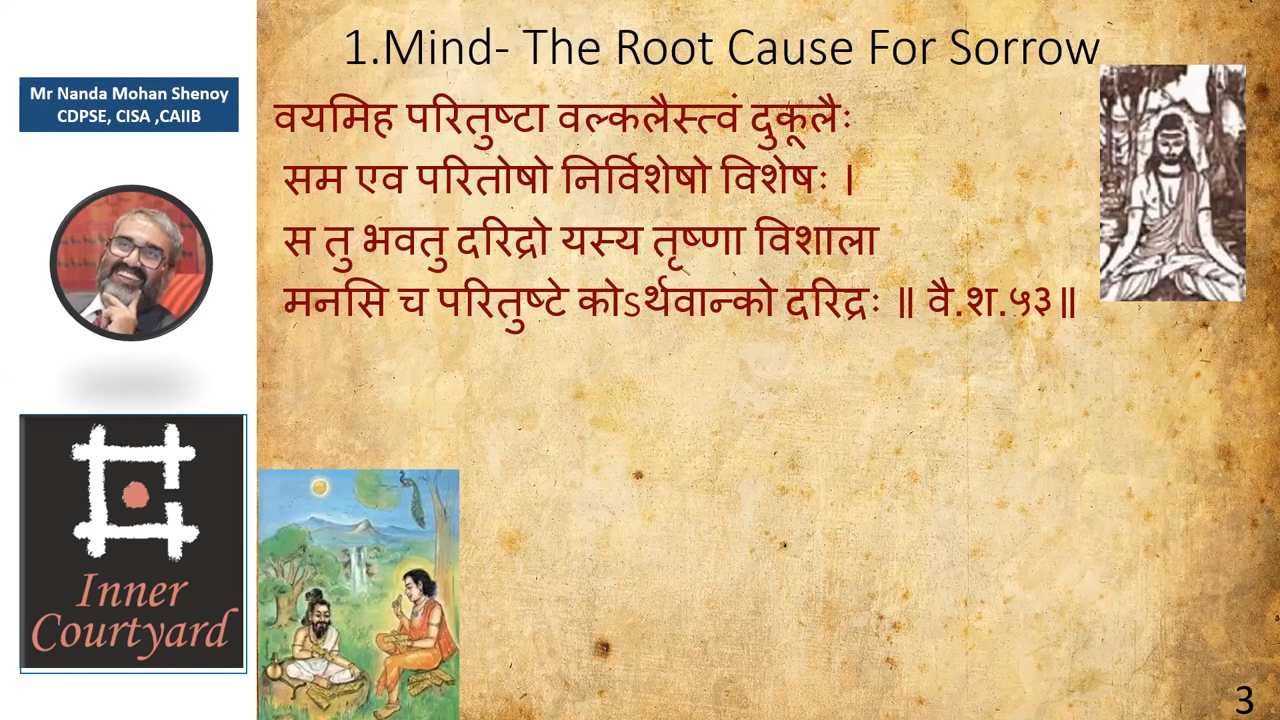 1.Mind- The Root Cause For Sorrow
Mr Nanda Mohan Shenoy
CDPSE, CISA ,CAIIB
वयमिह परितुष्टा वल्कलैस्त्वं दुकूलैः
सम एव परितोषो निर्विशेषो विशेषः ।
स तु भवतु दरिद्रो यस्य तृष्णा विशाला
मनसि च परितुष्टे कोऽर्थवान्को दरिद्रः ॥ वै.श.५३॥
Inner
Courtyard
3